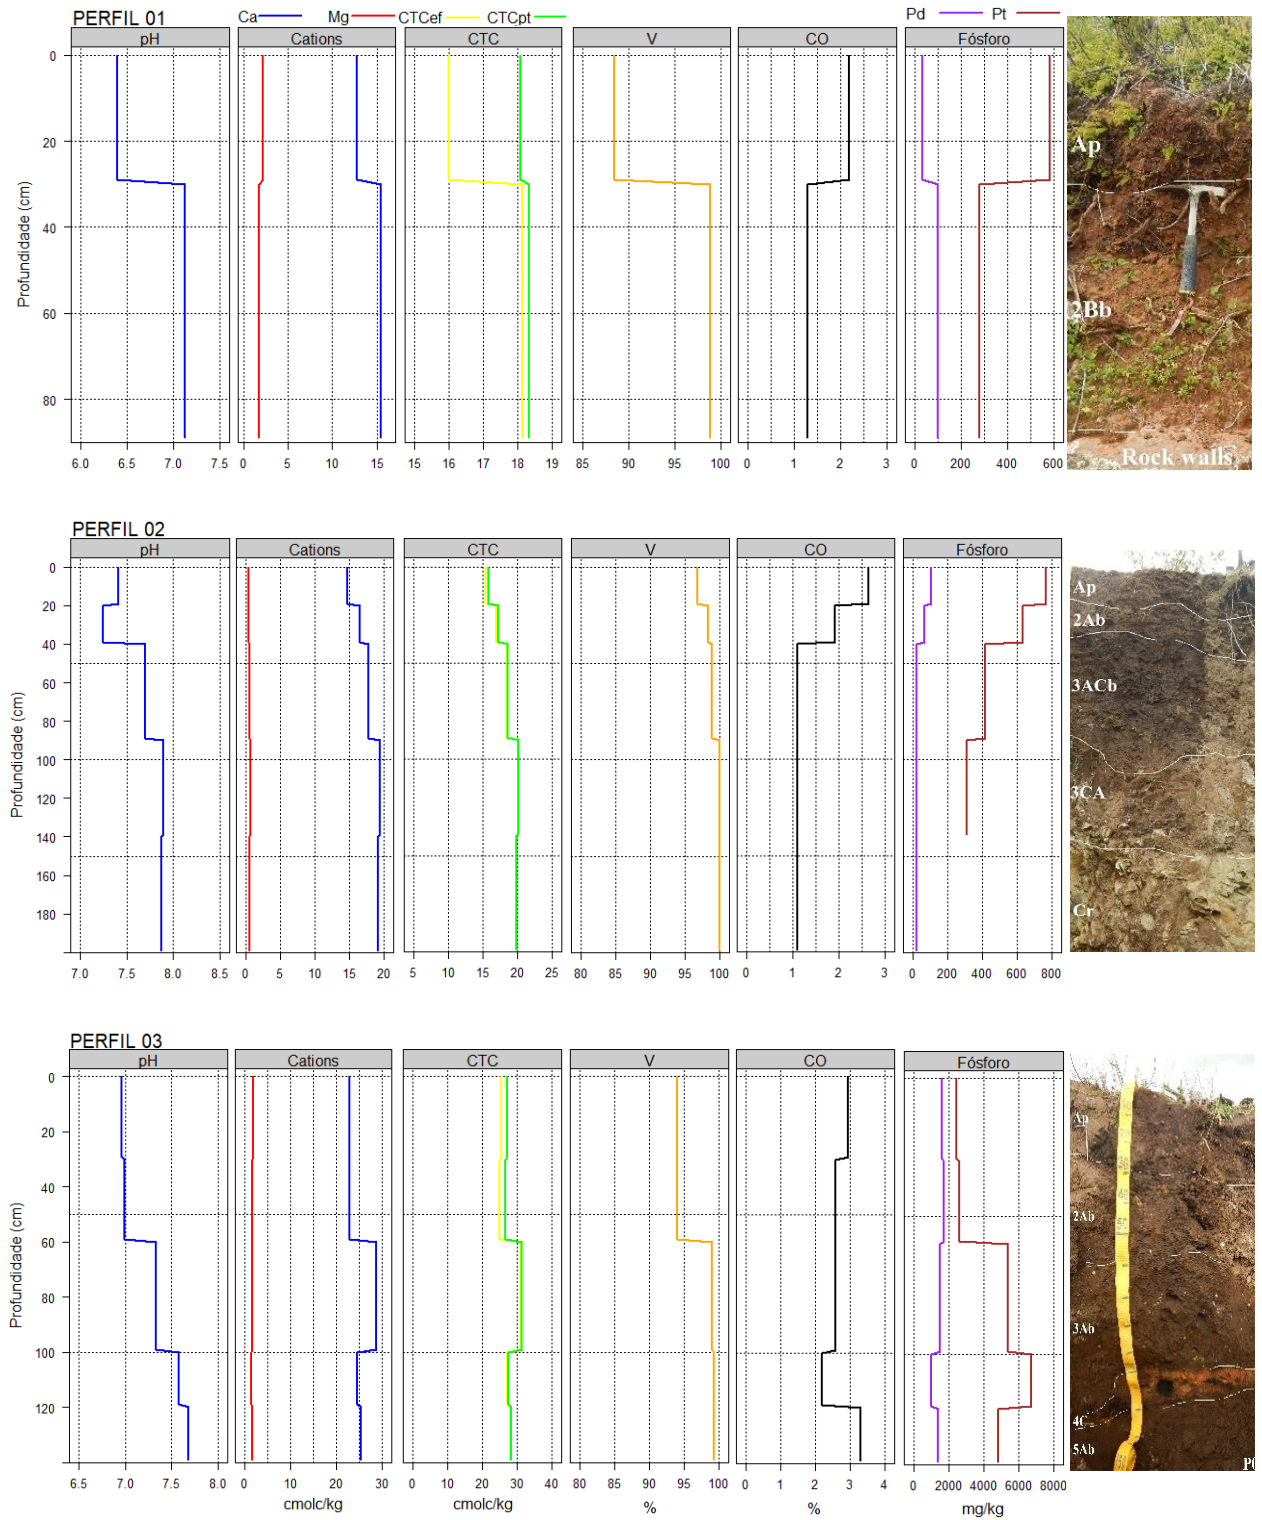 PERFIL 01
Ca Mg CTCef CTCpt Pd Pt
pH Cations CTC V CO Fósforo
Profundidade (cm)
0
20
40
60
80
6.0 6.5 7.0 7.5 0 5 10 15 14 15 16 17 18 19 85 90 95 100 0 1 2 3 0 200 400 600
Ap
2Bb
Rock walls
PERFIL 02
pH Cations CTC V CO Fósforo
Profundidade (cm)
0
20
40
60
80
100
120
140
160
180
7.0 7.5 8.0 8.5 0 5 10 15 20 5 10 15 20 25 80 85 90 95 100 0 1 2 3 0 200 400 600 800
Ap
2Ab
3ACb
3CA
Cr
PERFIL 03
pH Cations CTC V CO Fósforo
Profundidade (cm)
0
20
40
60
80
100
120
6.5 7.0 7.5 8.0 0 10 20 30 0 10 20 30 40 80 85 90 95 100 0 1 2 3 4 0 2000 4000 6000 8000
cmolc/kg cmolc/kg % % mg/kg
Ap
2Ab
3Ab
4C
5Ab